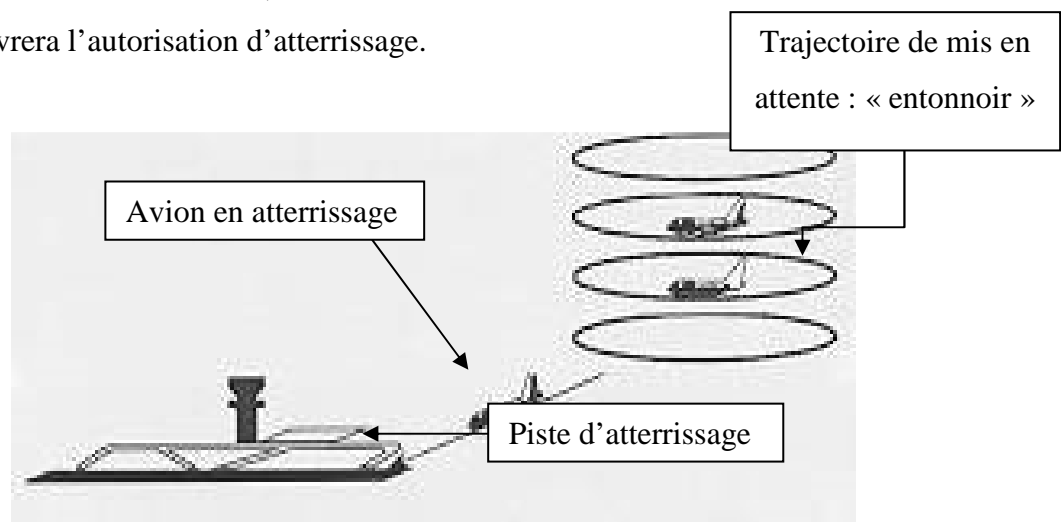 vrera l’autorisation d’atterrissage.
Trajectoire de mis en
attente : « entonnoir »
Avion en atterrissage
Piste d’atterrissage